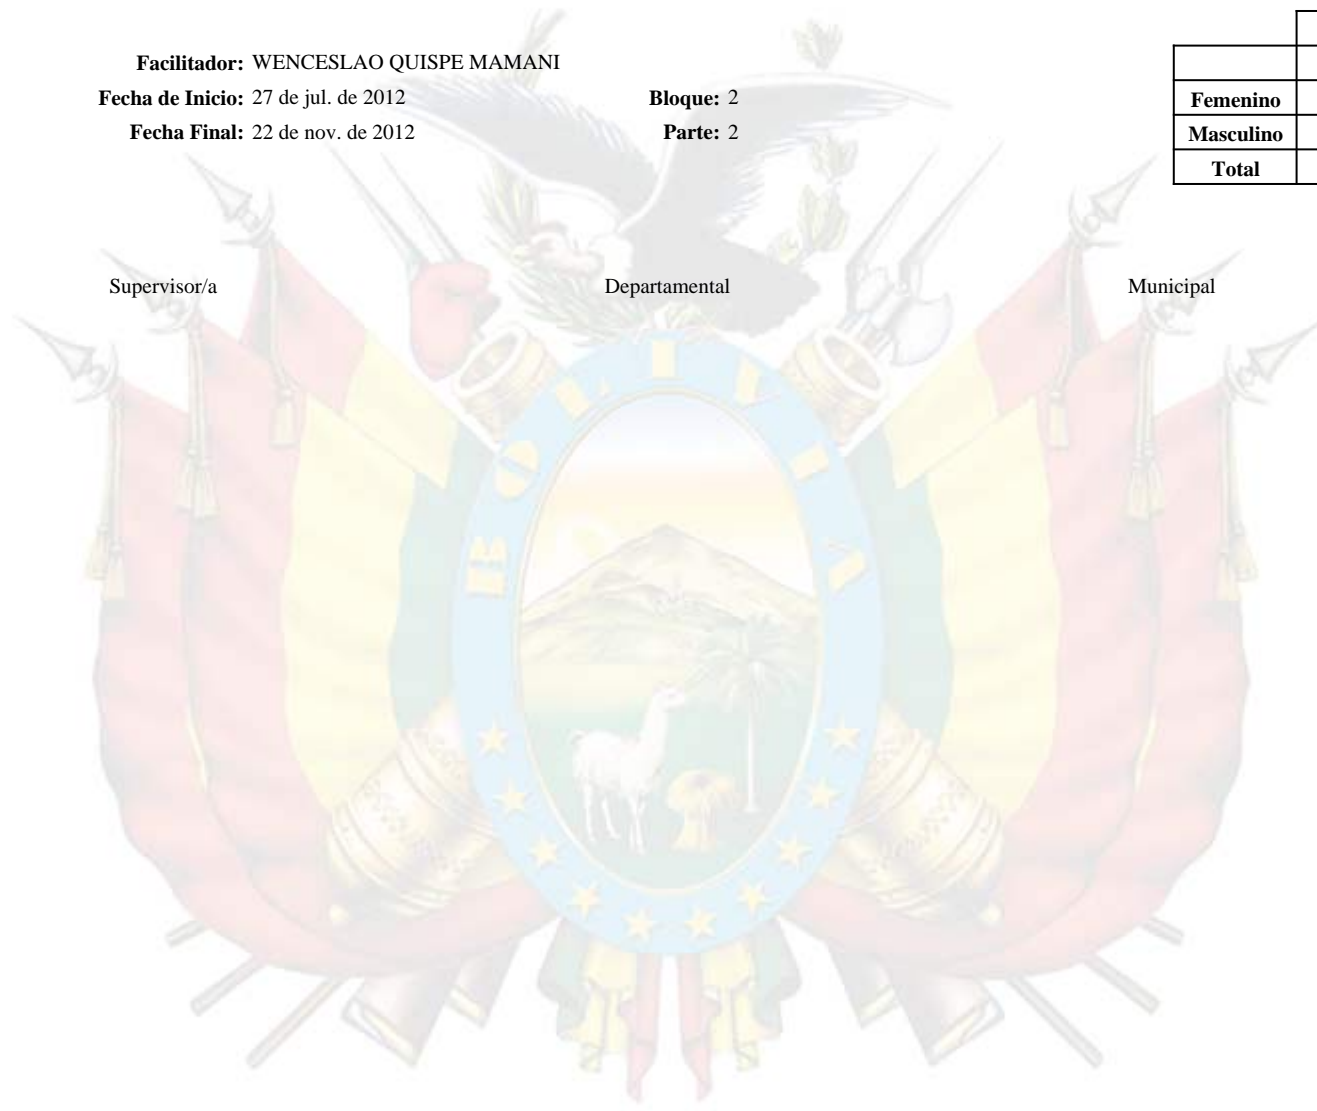 Facilitador: WENCESLAO QUISPE MAMANI
Fecha de Inicio: 27 de jul. de 2012 Bloque: 2
Fecha Final: 22 de nov. de 2012 Parte: 2
Femenino
Masculino
Total
Supervisor/a Departamental Municipal
BOLIVIA